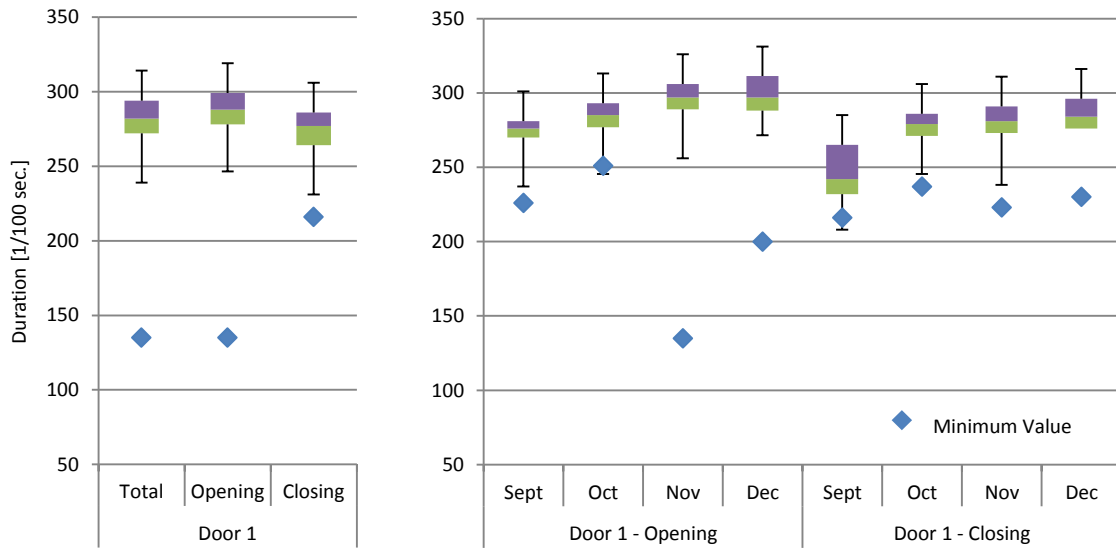 Duration [1/100 sec.]
350
300
250
200
150
100
50
Total Opening Closing
Door 1
350
300
250
200
150
100
50
Minimum Value
Sept Oct Nov Dec Sept Oct Nov Dec
Door 1 - Opening Door 1 - Closing